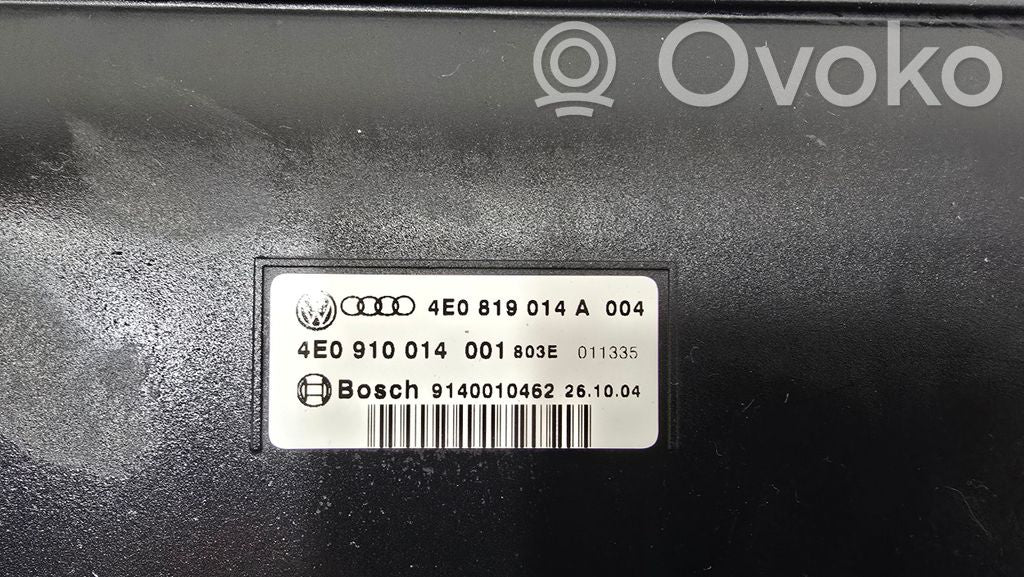 Ovoko
4E0 819 014 A 004
4E0 910 014 001 803E 011335
Bosch 9140010462 26.10.04